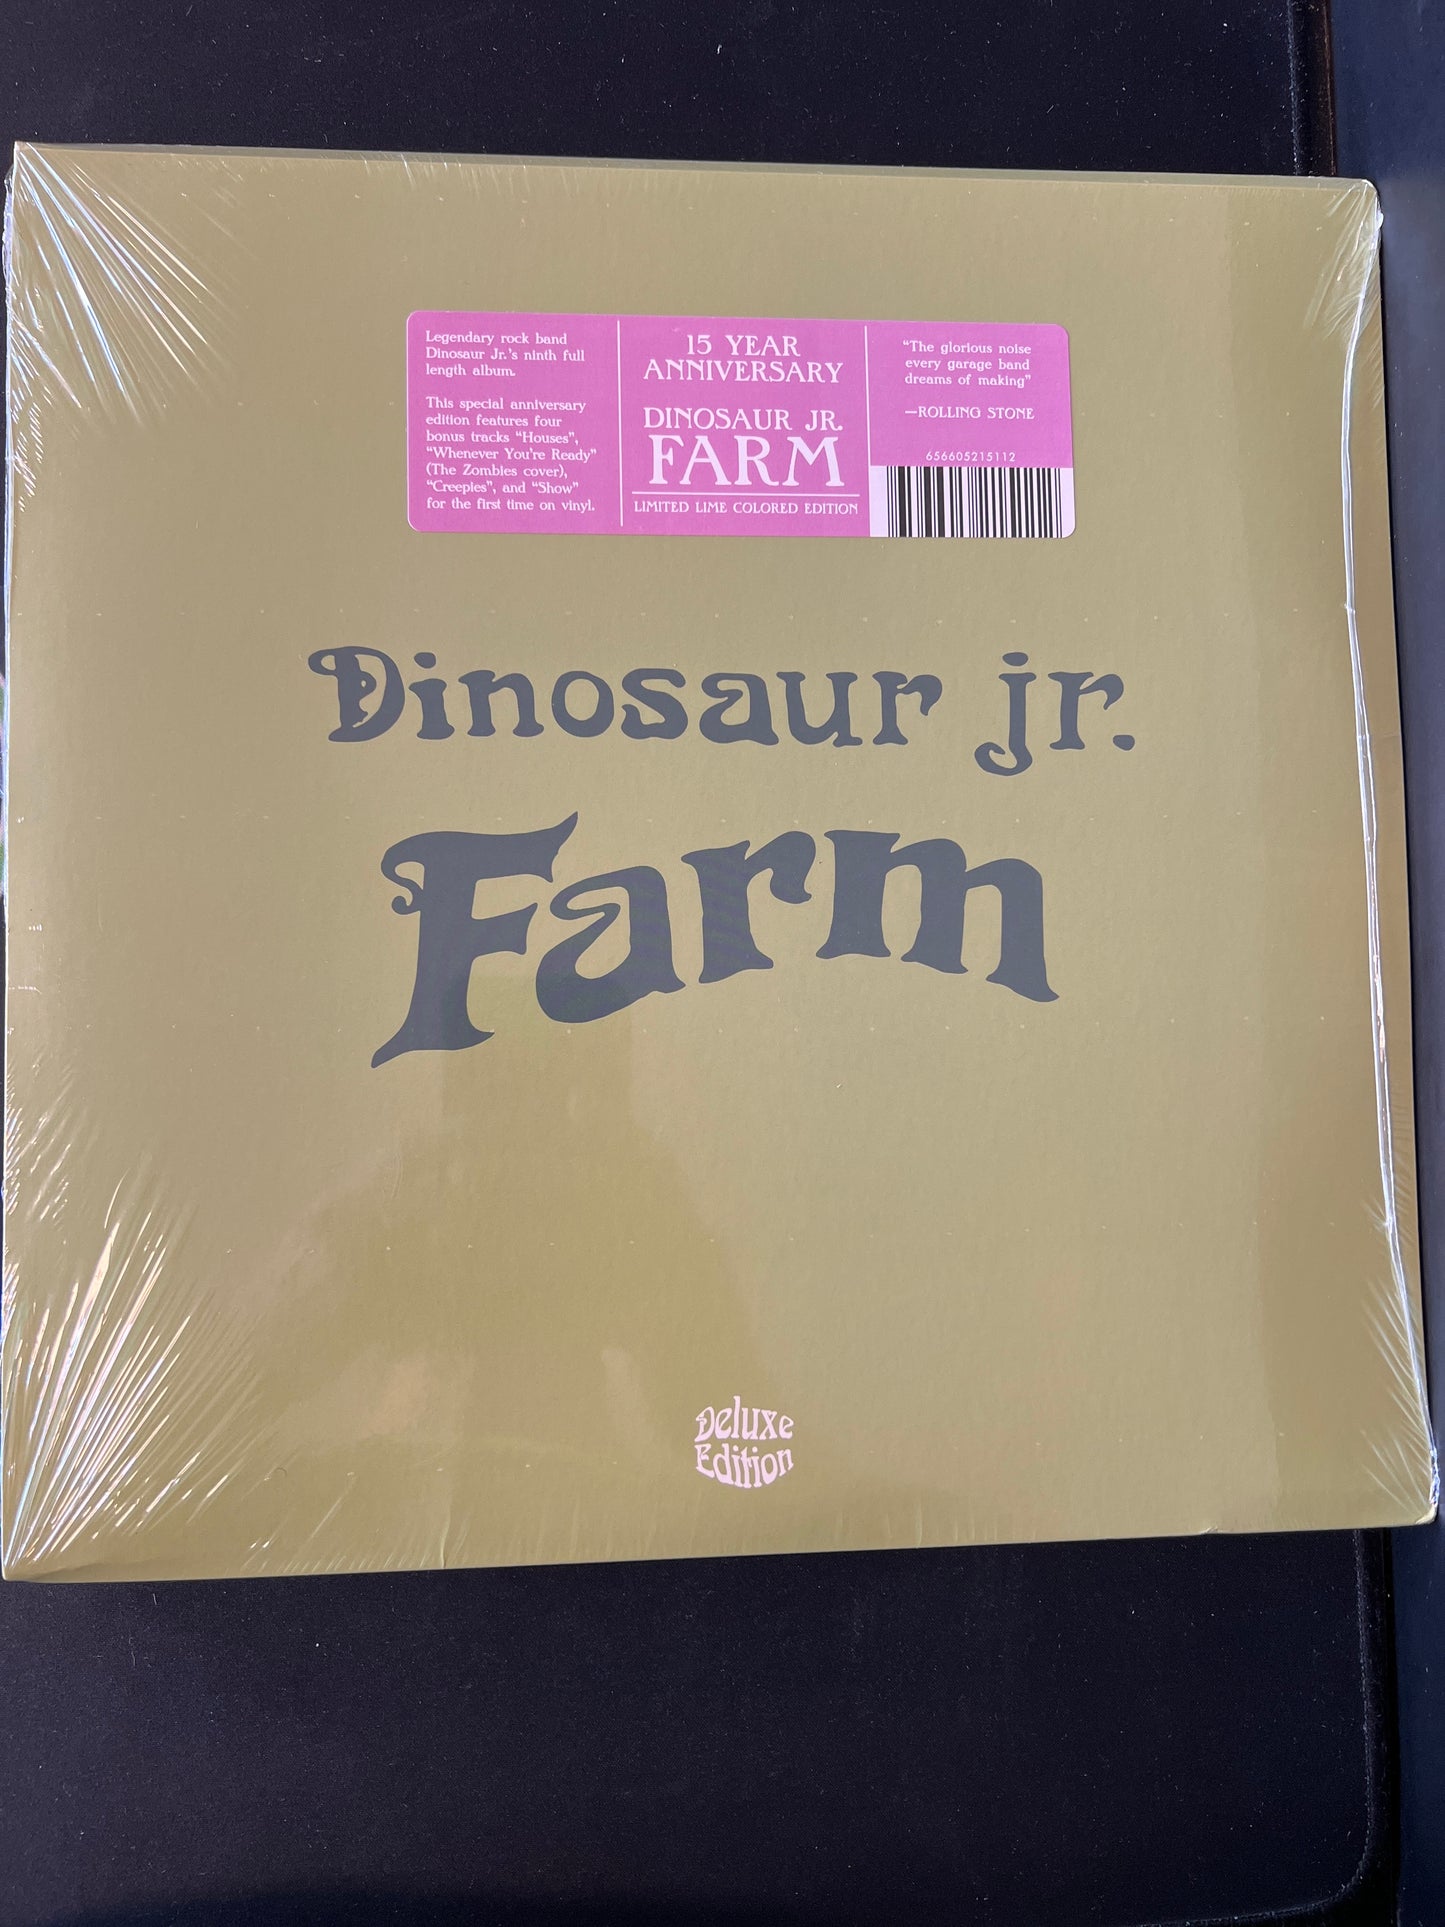 Legendary rock band
Dinosaur Jr.'s ninth full
length album.
This special anniversary
edition features four
bonus tracks “Houses”,
“Whenever You're Ready”
(The Zombies cover),
“Creepies”, and “Show”
for the first time on vinyl.
15 YEAR
ANNIVERSARY
DINOSAUR JR.
FARM
LIMITED LIME COLORED EDITION
“The glorious noise
every garage band
dreams of making”
—ROLLING STONE
656605215112
Dinosaur jr.
Farm
Deluxe
Edition